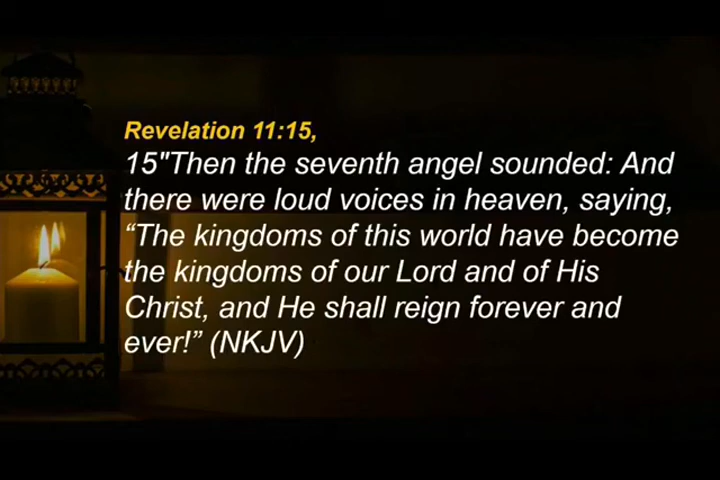 Revelation 11:15,
15"Then the seventh angel sounded: And
there were loud voices in heaven, saying,
“The kingdoms of this world have become
the kingdoms of our Lord and of His
Christ, and He shall reign forever and
ever!” (NKJV)